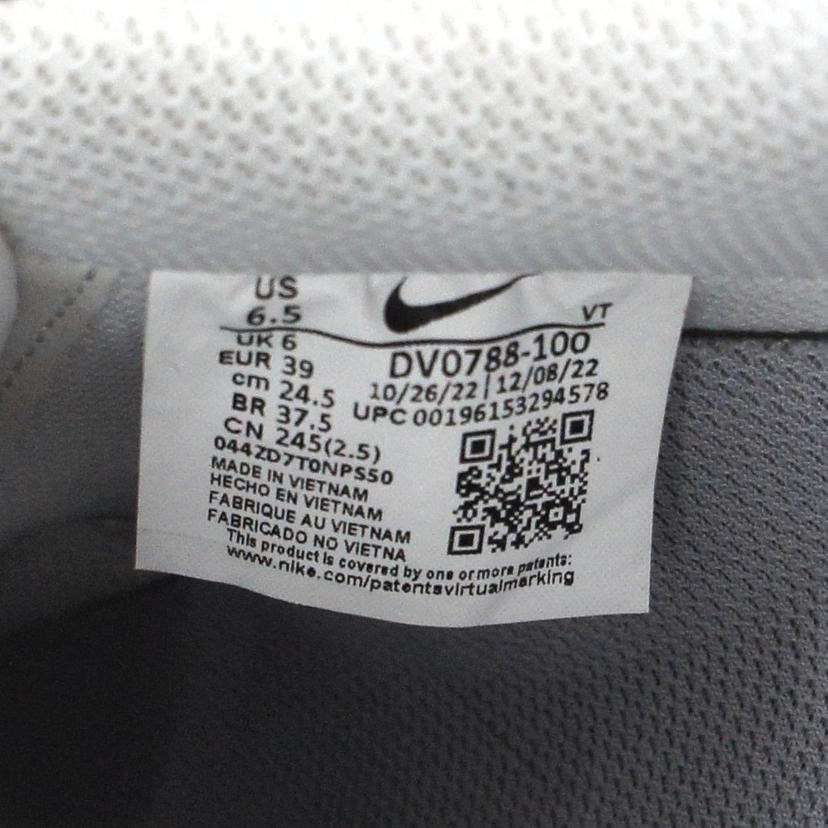 US
6.5
VT
UK 6
EUR 39
cm 24.5
BR 37.5
CN 245(2.5)
DV0788-100
10/26/22 | 12/08/22
UPC 00196153294578
044ZD7T0NPS50
MADE IN VIETNAM
HECHO EN VIETNAM
FABRIQUE AU VIETNAM
FABRICADO NO VIETNA
This product is covered by one or more patents:
www.nike.com/patentsvirtualmarking